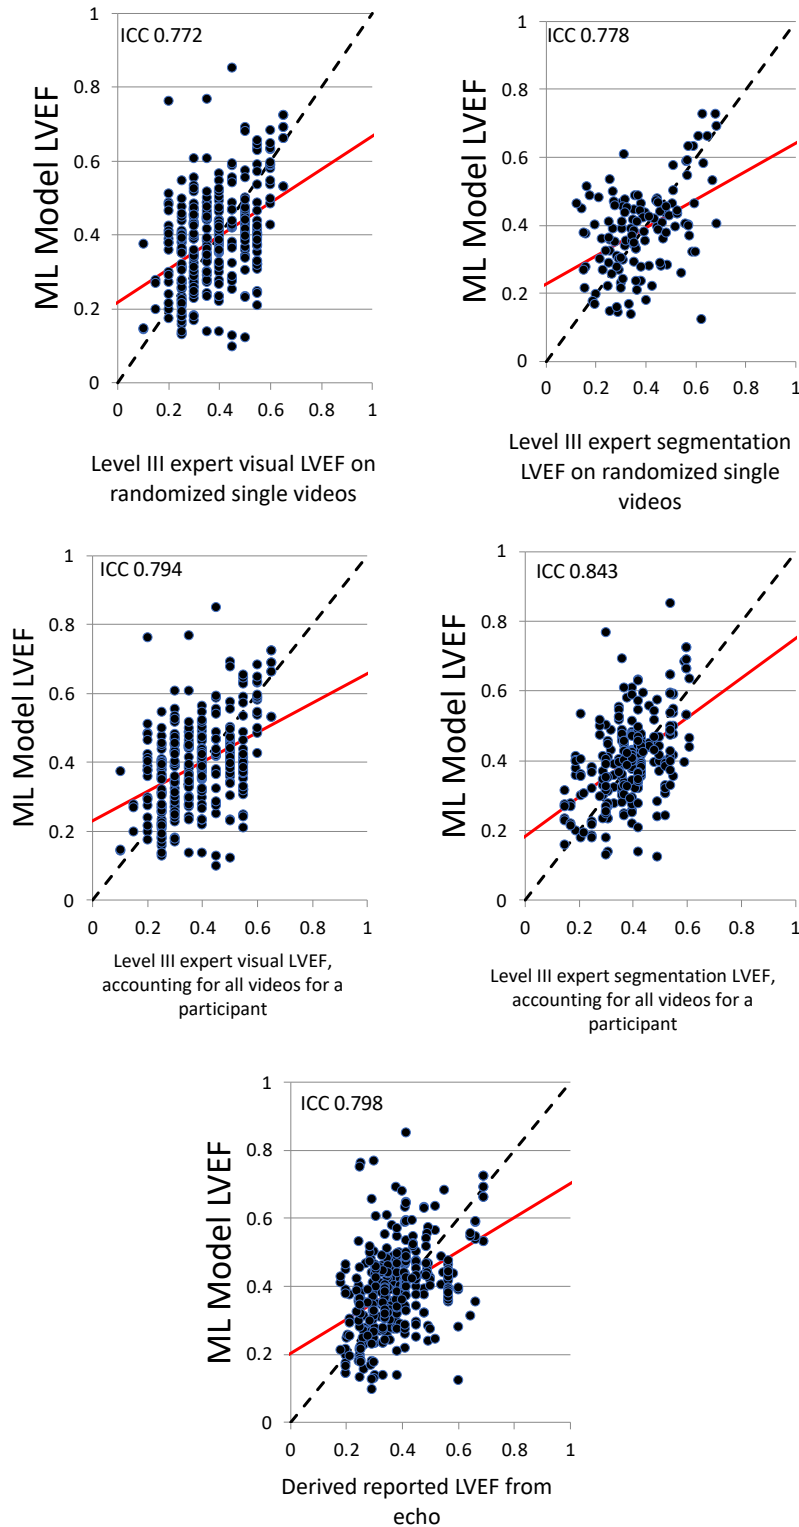 ICC 0.772
1
0.8
0.6
0.4
0.2
0
ML Model LVEF
0 0.2 0.4 0.6 0.8 1
Level III expert visual LVEF on
randomized single videos
ICC 0.778
1
0.8
0.6
0.4
0.2
0
ML Model LVEF
0 0.2 0.4 0.6 0.8 1
Level III expert segmentation
LVEF on randomized single
videos
ICC 0.794
1
0.8
0.6
0.4
0.2
0
ML Model LVEF
0 0.2 0.4 0.6 0.8 1
Level III expert visual LVEF,
accounting for all videos for a
participant
ICC 0.843
1
0.8
0.6
0.4
0.2
0
ML Model LVEF
0 0.2 0.4 0.6 0.8 1
Level III expert segmentation LVEF,
accounting for all videos for a
participant
ICC 0.798
1
0.8
0.6
0.4
0.2
0
ML Model LVEF
0 0.2 0.4 0.6 0.8 1
Derived reported LVEF from
echo